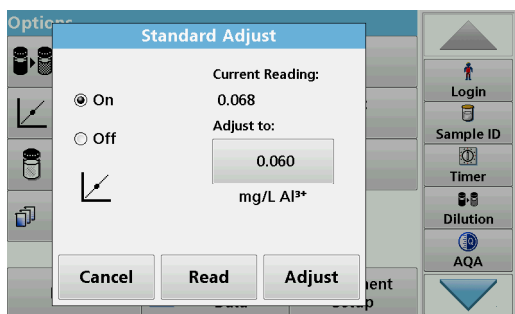 Options
Standard Adjust
Current Reading:
On
0.068
Adjust to:
Off
0.060
mg/L Al³⁺
Cancel
Read
Adjust
Login
Sample ID
Timer
Dilution
AQA